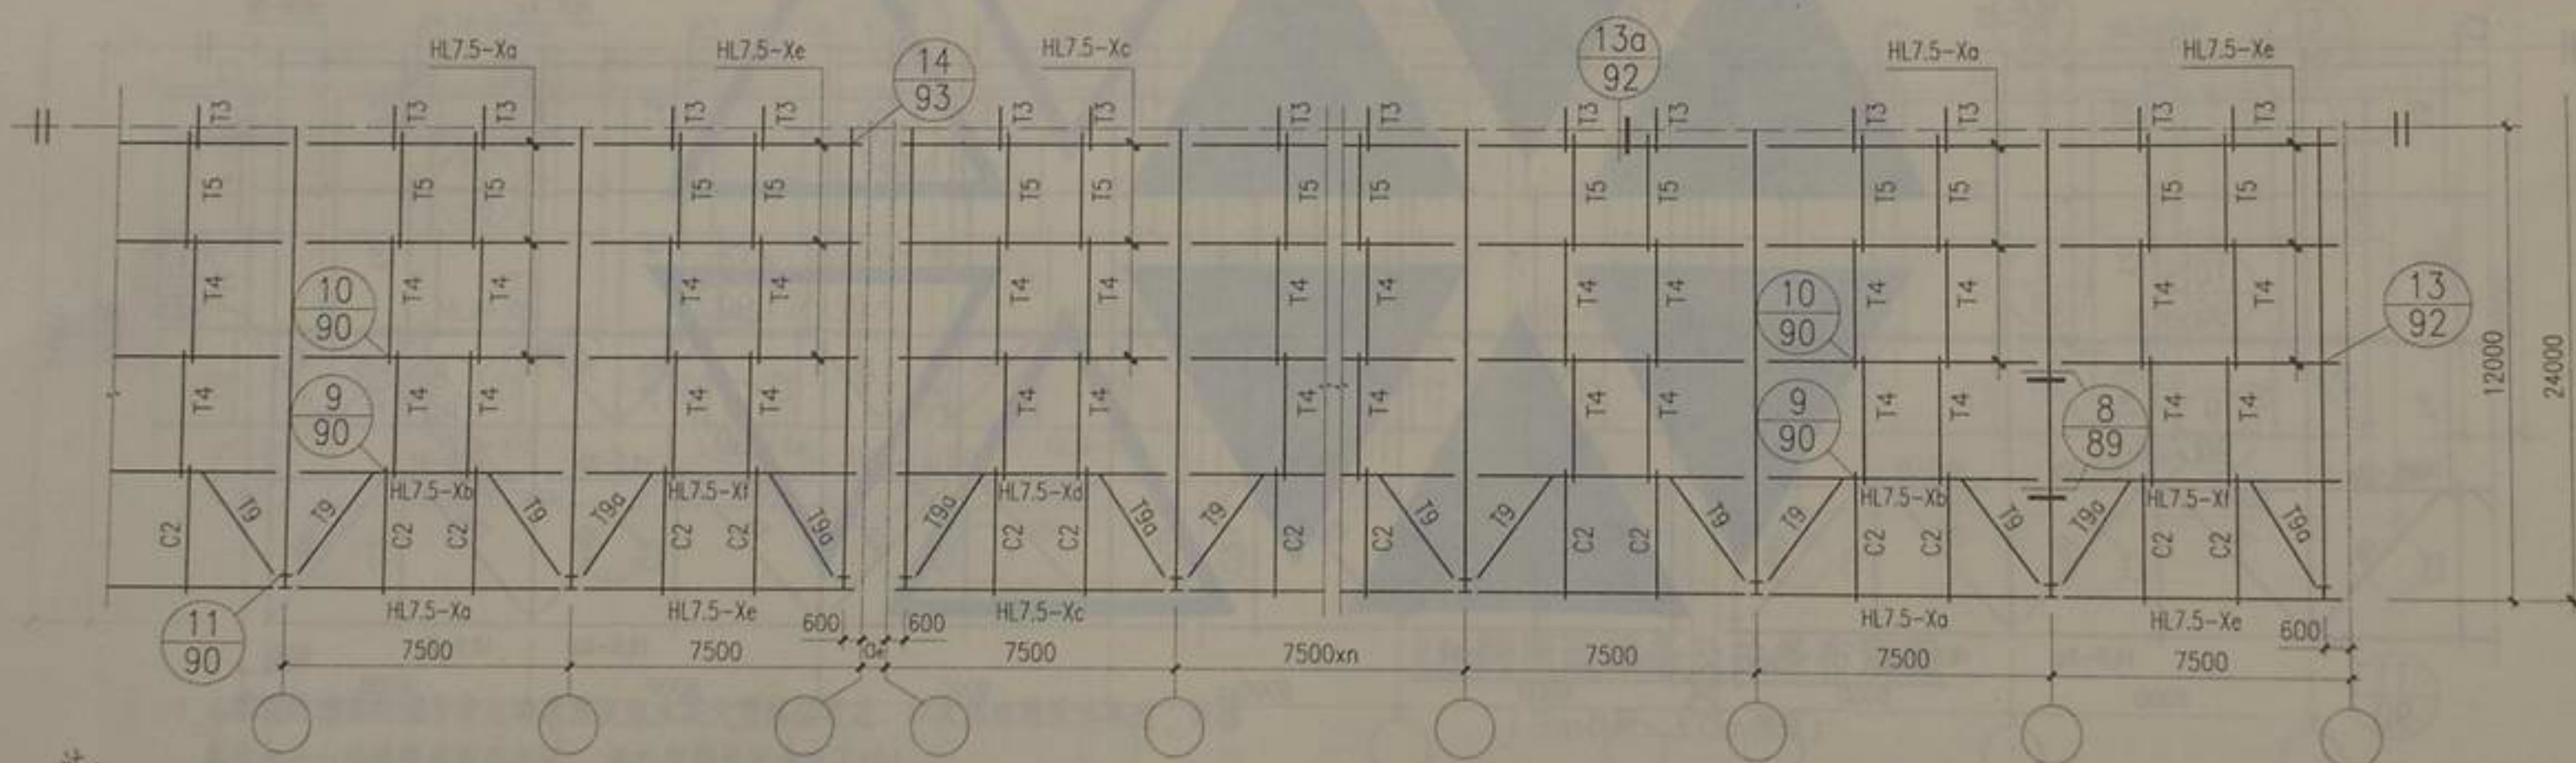 HL7.5-Xa HL7.5-Xe 14 93 HL7.5-Xc 13a 92 HL7.5-Xa HL7.5-Xe
T3 T3 T3 T3 T3 T3 T3 T3 T3 T3 T3 T3 T3 T3 T3
T5 T5 T5 T5 T5 T5 T5 T5 T5 T5 T5 T5 T5 T5 T5
10 90 10 90 13 92
T4 T4 T4 T4 T4 T4 T4 T4 T4 T4 T4 T4 T4 T4 T4
12000 24000
9 90 9 90 8 89
T4 T4 T4 T4 T4 T4 T4 T4 T4 T4 T4 T4 T4 T4 T4
HL7.5-Xb HL7.5-Xf HL7.5-Xd HL7.5-Xb HL7.5-Xf
T9 T9 T9 T9a T9a T9a T9a T9 T9 T9 T9 T9 T9 T9a T9a
C2 C2 C2 C2 C2 C2 C2 C2 C2 C2 C2 C2 C2 C2 C2
11 90 HL7.5-Xa HL7.5-Xe HL7.5-Xc HL7.5-Xa HL7.5-Xe
600 600 600
7500 7500 7500 7500xn 7500 7500 7500